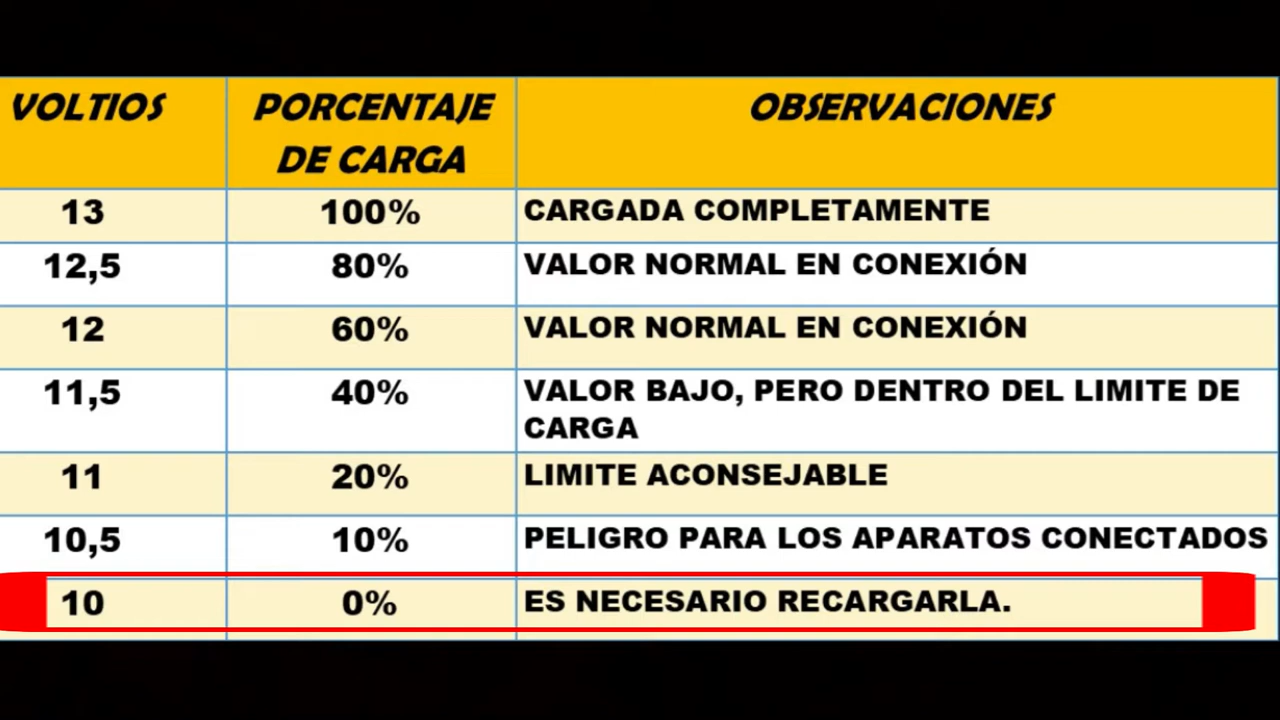 VOLTIOS PORCENTAJE OBSERVACIONES
DE CARGA
13 100% CARGADA COMPLETAMENTE
12,5 80% VALOR NORMAL EN CONEXIÓN
12 60% VALOR NORMAL EN CONEXIÓN
11,5 40% VALOR BAJO, PERO DENTRO DEL LIMITE DE
CARGA
11 20% LIMITE ACONSEJABLE
10,5 10% PELIGRO PARA LOS APARATOS CONECTADOS
10 0% ES NECESARIO RECARGARLA.